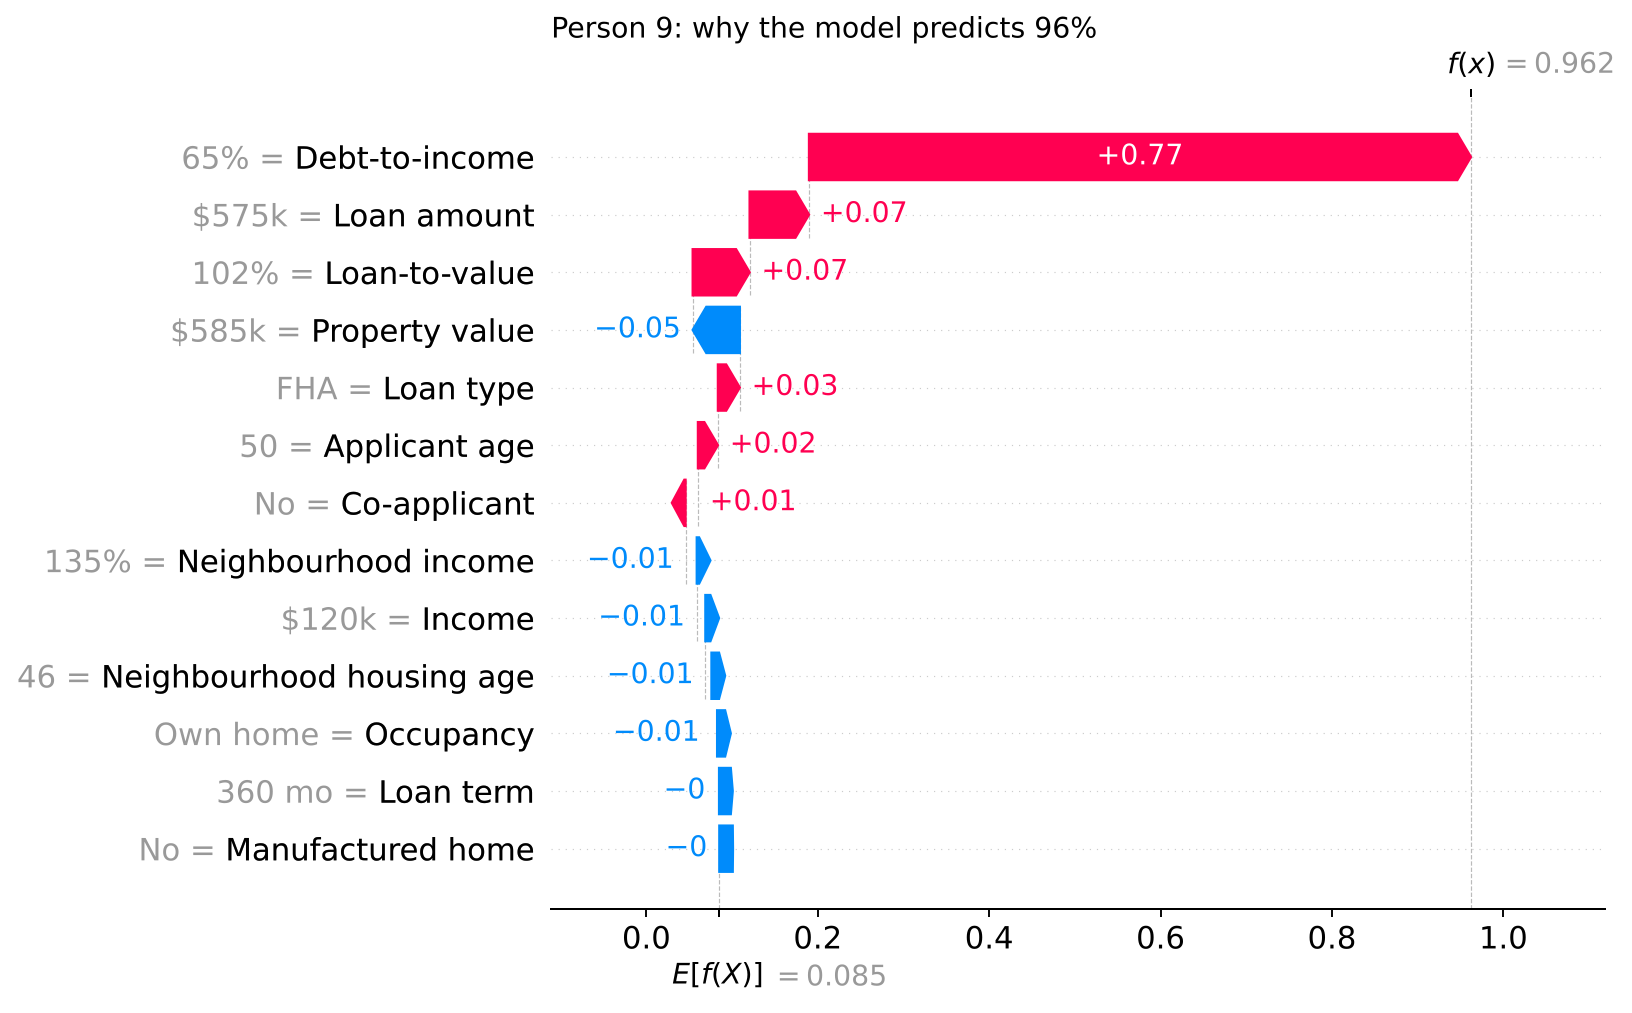 Person 9: why the model predicts 96%
f(x) = 0.962
65% = Debt-to-income +0.77
$575k = Loan amount +0.07
102% = Loan-to-value +0.07
$585k = Property value −0.05
FHA = Loan type +0.03
50 = Applicant age +0.02
No = Co-applicant +0.01
135% = Neighbourhood income −0.01
$120k = Income −0.01
46 = Neighbourhood housing age −0.01
Own home = Occupancy −0.01
360 mo = Loan term −0
No = Manufactured home −0
0.0 0.2 0.4 0.6 0.8 1.0
E[f(X)] = 0.085